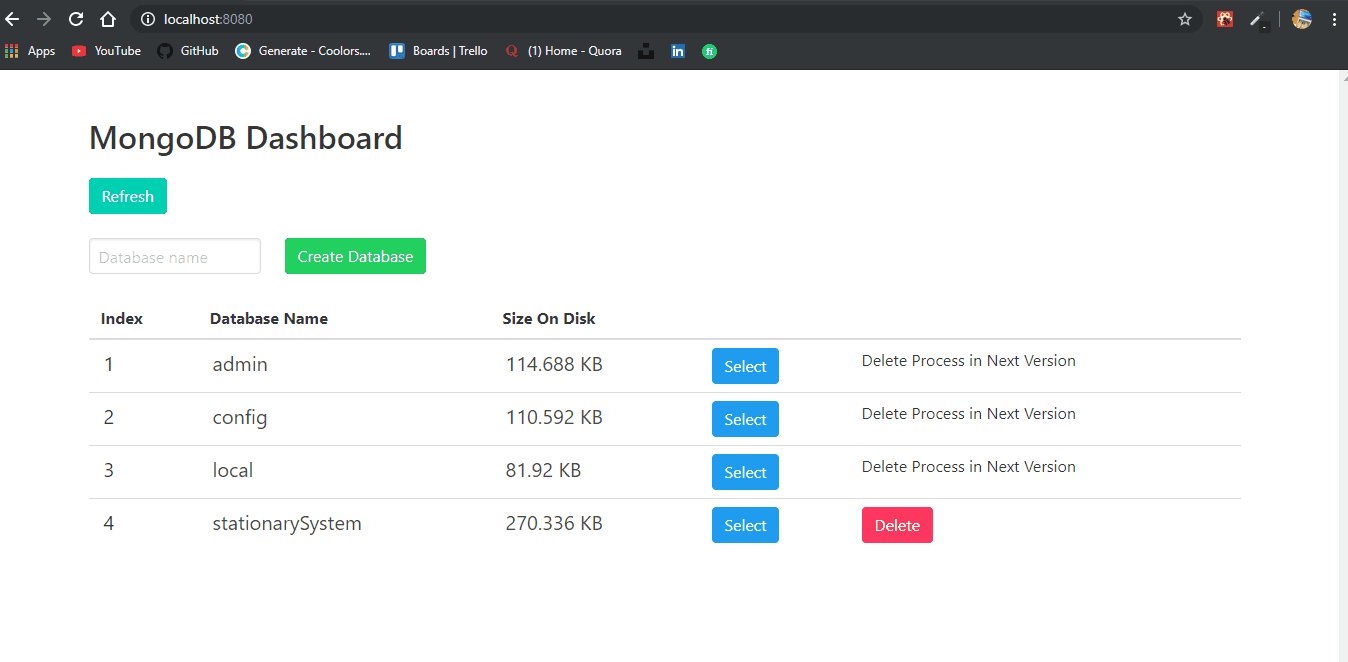 localhost:8080
Apps YouTube GitHub Generate - Coolors.... Boards | Trello (1) Home - Quora
MongoDB Dashboard
Refresh
Database name Create Database
Index Database Name Size On Disk
1 admin 114.688 KB Select Delete Process in Next Version
2 config 110.592 KB Select Delete Process in Next Version
3 local 81.92 KB Select Delete Process in Next Version
4 stationarySystem 270.336 KB Select Delete